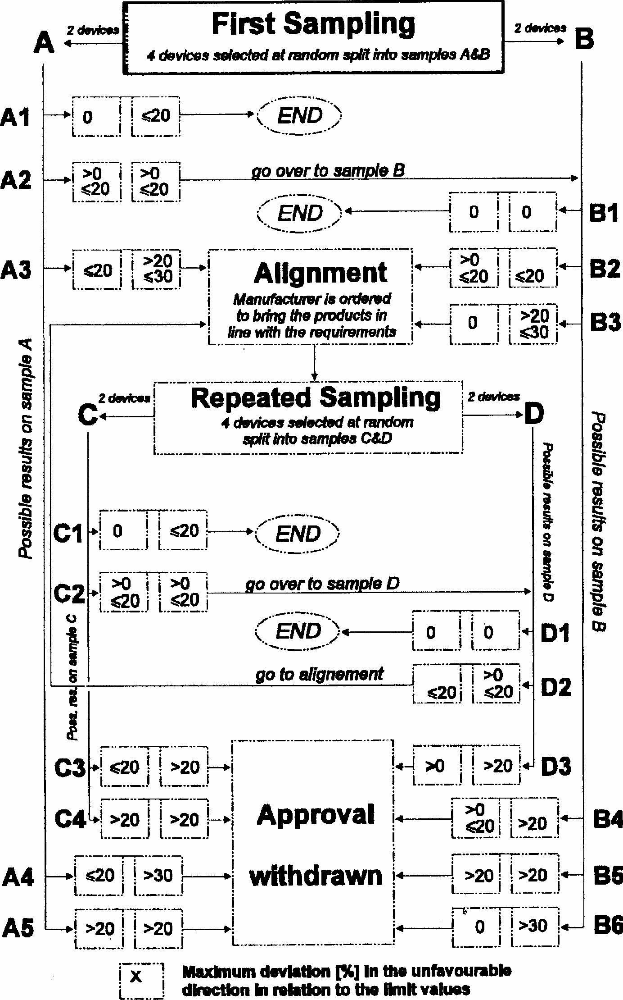 First Sampling
4 devices selected at random split into samples A&B
A
2 devices
2 devices
B
A1
0
≤20
END
A2
>0
≤20
>0
≤20
go over to sample B
END
0
0
B1
A3
≤20
>20
≤30
Alignment
Manufacturer is ordered
to bring the products in
line with the requirements
>0
≤20
≤20
B2
0
>20
≤30
B3
Possible results on sample A
Possible results on sample B
2 devices
C
Repeated Sampling
4 devices selected at random
split into samples C&D
2 devices
D
Possible results on sample D
C1
0
≤20
END
C2
>0
≤20
>0
≤20
go over to sample D
Poss. res. on sample C
END
0
0
D1
go to alignement
≤20
>0
≤20
D2
C3
≤20
>20
Approval
withdrawn
>0
>20
D3
C4
>20
>20
>0
≤20
>20
B4
A4
≤20
>30
>20
>20
B5
A5
>20
>20
0
>30
B6
X
Maximum deviation [%] in the unfavourable
direction in relation to the limit values